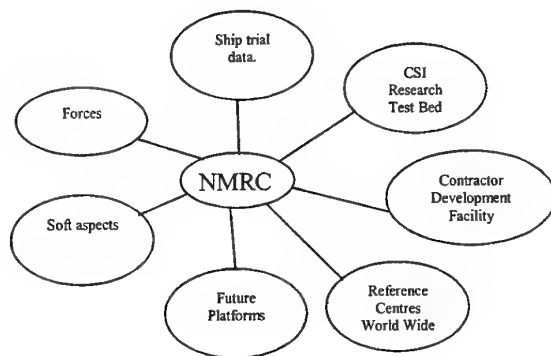 Ship trial
data.
CSI
Research
Test Bed
Forces
NMRC
Contractor
Development
Facility
Soft aspects
Future
Platforms
Reference
Centres
World Wide